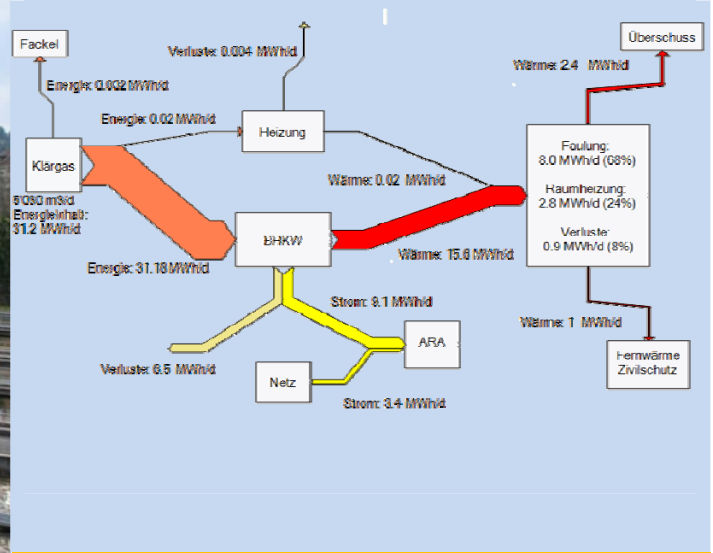 Fackel
Überschuss
Verluste: 0.004 MWh/d
Wärme: 2.4 MWh/d
Energie: 0.002 MWh/d
Energie: 0.02 MWh/d
Heizung
Klärgas
Faulung:
8.0 MWh/d (68%)
Raumheizung:
2.8 MWh/d (24%)
Verluste:
0.9 MWh/d (8%)
Wärme: 0.02 MWh/d
Energieinhalt:
31.2 MWh/d
BHKW
Wärme: 15.6 MWh/d
Energie: 31.18 MWh/d
Strom: 9.1 MWh/d
Wärme: 1 MWh/d
ARA
Verluste: 6.5 MWh/d
Netz
Strom: 3.4 MWh/d
Fernwärme
Zivilschutz